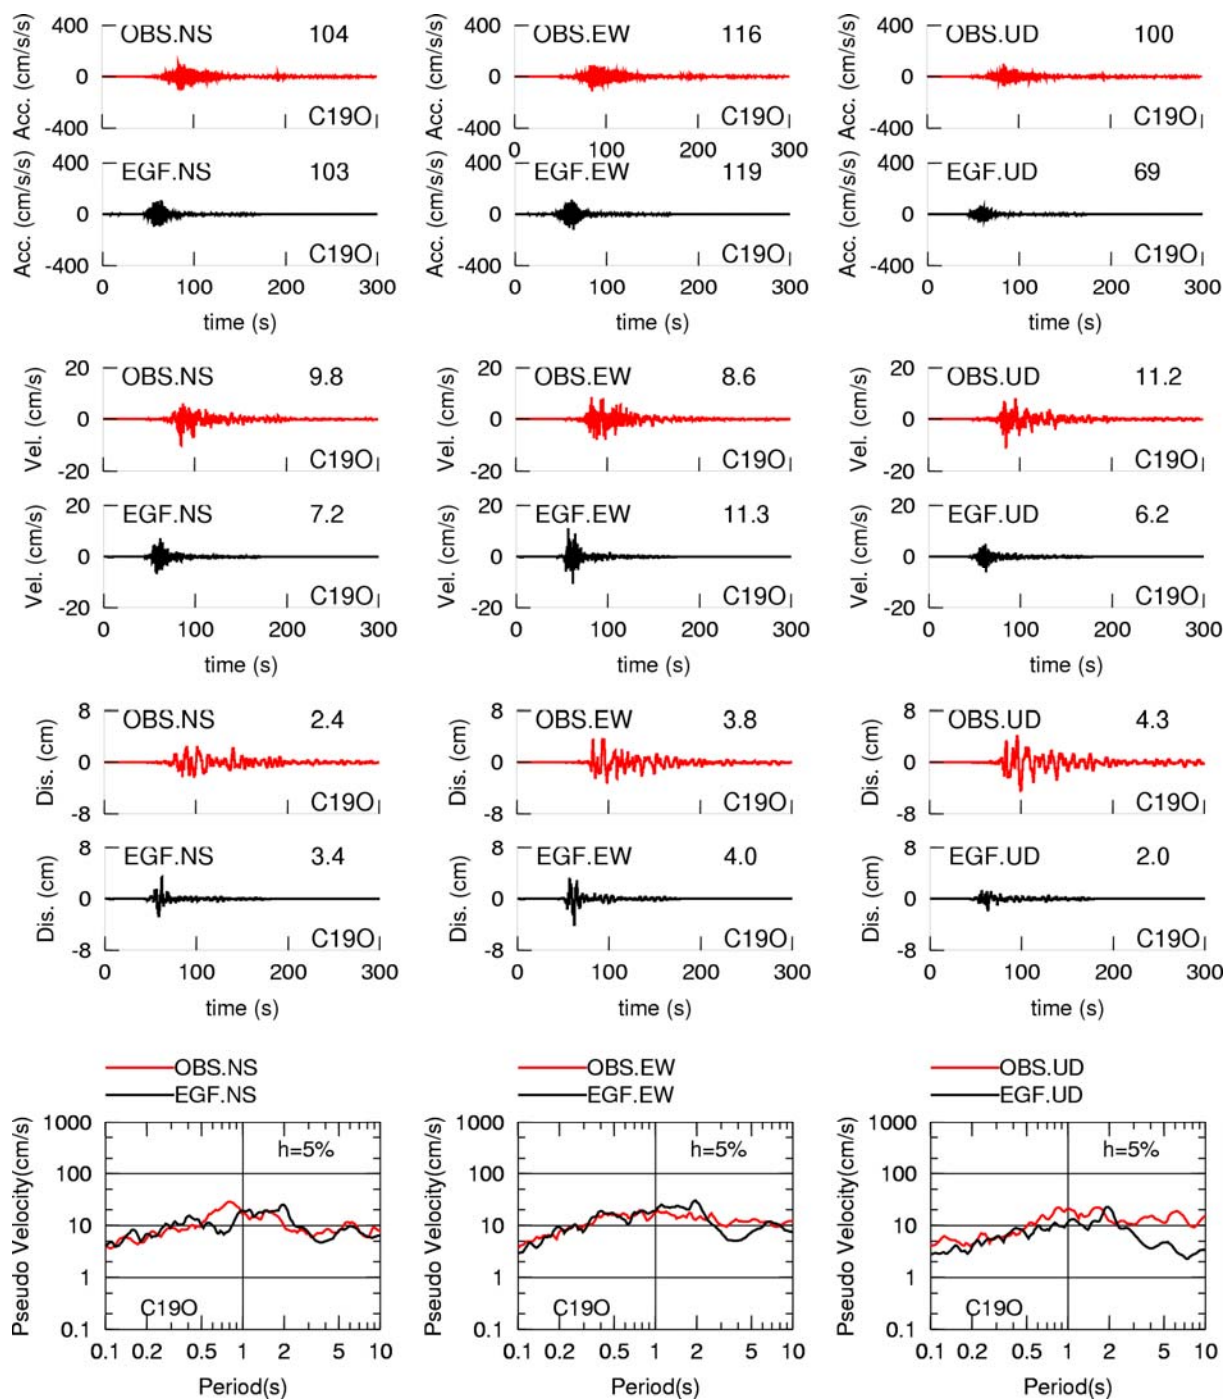 400 OBS.NS 104 400 OBS.EW 116 400 OBS.UD 100
Acc. (cm/s/s) 0 Acc. (cm/s/s) 0 Acc. (cm/s/s) 0
-400 C19O -400 C19O -400 C19O
0 100 200 300
400 EGF.NS 103 400 EGF.EW 119 400 EGF.UD 69
Acc. (cm/s/s) 0 Acc. (cm/s/s) 0 Acc. (cm/s/s) 0
-400 C19O -400 C19O -400 C19O
0 100 200 300 0 100 200 300 0 100 200 300
time (s) time (s) time (s)
20 OBS.NS 9.8 20 OBS.EW 8.6 20 OBS.UD 11.2
Vel. (cm/s) 0 Vel. (cm/s) 0 Vel. (cm/s) 0
-20 C19O -20 C19O -20 C19O
20 EGF.NS 7.2 20 EGF.EW 11.3 20 EGF.UD 6.2
Vel. (cm/s) 0 Vel. (cm/s) 0 Vel. (cm/s) 0
-20 C19O -20 C19O -20 C19O
0 100 200 300 0 100 200 300 0 100 200 300
time (s) time (s) time (s)
8 OBS.NS 2.4 8 OBS.EW 3.8 8 OBS.UD 4.3
Dis. (cm) 0 Dis. (cm) 0 Dis. (cm) 0
-8 C19O -8 C19O -8 C19O
8 EGF.NS 3.4 8 EGF.EW 4.0 8 EGF.UD 2.0
Dis. (cm) 0 Dis. (cm) 0 Dis. (cm) 0
-8 C19O -8 C19O -8 C19O
0 100 200 300 0 100 200 300 0 100 200 300
time (s) time (s) time (s)
OBS.NS OBS.EW OBS.UD
EGF.NS EGF.EW EGF.UD
1000 1000 1000
h=5% h=5% h=5%
100 100 100
Pseudo Velocity(cm/s) Pseudo Velocity(cm/s) Pseudo Velocity(cm/s)
10 10 10
1 1 1
C19O C19O C19O
0.1 0.1 0.1
0.1 0.2 0.5 1 2 5 10 0.1 0.2 0.5 1 2 5 10 0.1 0.2 0.5 1 2 5 10
Period(s) Period(s) Period(s)